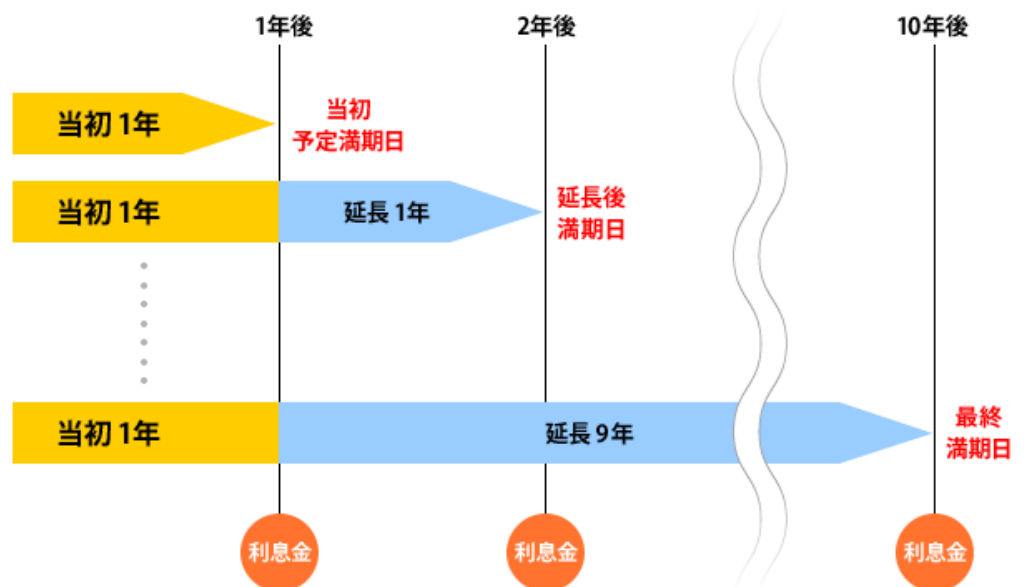 1年後
2年後
10年後
当初 1年
当初
予定満期日
当初 1年
延長 1年
延長後
満期日
当初 1年
延長 9年
最終
満期日
利息金
利息金
利息金